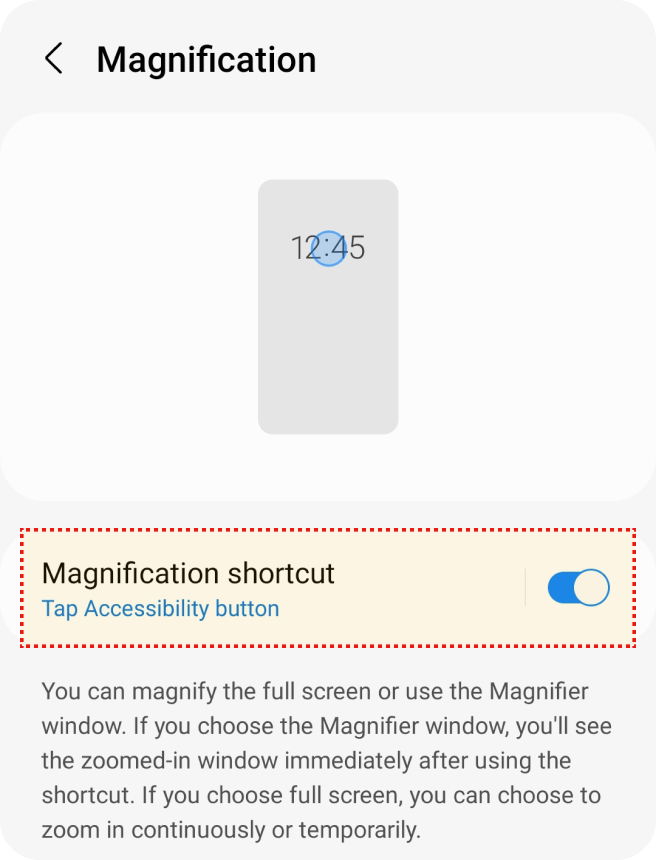 Magnification
12:45
Magnification shortcut
Tap Accessibility button
You can magnify the full screen or use the Magnifier
window. If you choose the Magnifier window, you'll see
the zoomed-in window immediately after using the
shortcut. If you choose full screen, you can choose to
zoom in continuously or temporarily.